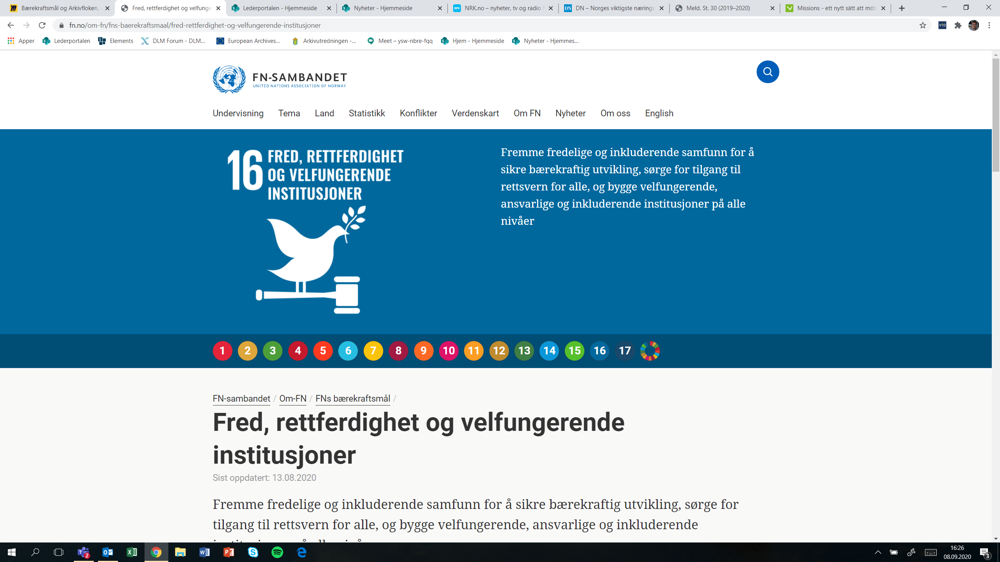 Bærekraftsmål og Arkivfloken,
Fred, rettferdighet og velfunge
Lederportalen - Hjemmeside
Nyheter - Hjemmeside
NRK.no – nyheter, tv og radio f
DN – Norges viktigste nærings
Meld. St. 30 (2019–2020)
Missions - ett nytt sätt att möt
fn.no/om-fn/fns-baerekraftsmaal/fred-rettferdighet-og-velfungerende-institusjoner
via
Apper
Lederportalen
Elements
DLM Forum - DLM...
European Archives...
Arkivutredningen -...
Meet – ysw-nbre-fqq
Hjem - Hjemmeside
Nyheter - Hjemmes...
FN-SAMBANDET
UNITED NATIONS ASSOCIATION OF NORWAY
Undervisning Tema Land Statistikk Konflikter Verdenskart Om FN Nyheter Om oss English
16 FRED, RETTFERDIGHET
OG VELFUNGERENDE
INSTITUSJONER
Fremme fredelige og inkluderende samfunn for å
sikre bærekraftig utvikling, sørge for tilgang til
rettsvern for alle, og bygge velfungerende,
ansvarlige og inkluderende institusjoner på alle
nivåer
1 2 3 4 5 6 7 8 9 10 11 12 13 14 15 16 17
FN-sambandet / Om-FN / FNs bærekraftsmål /
Fred, rettferdighet og velfungerende
institusjoner
Sist oppdatert: 13.08.2020
Fremme fredelige og inkluderende samfunn for å sikre bærekraftig utvikling, sørge for
tilgang til rettsvern for alle, og bygge velfungerende, ansvarlige og inkluderende
2
16:26
08.09.2020
3